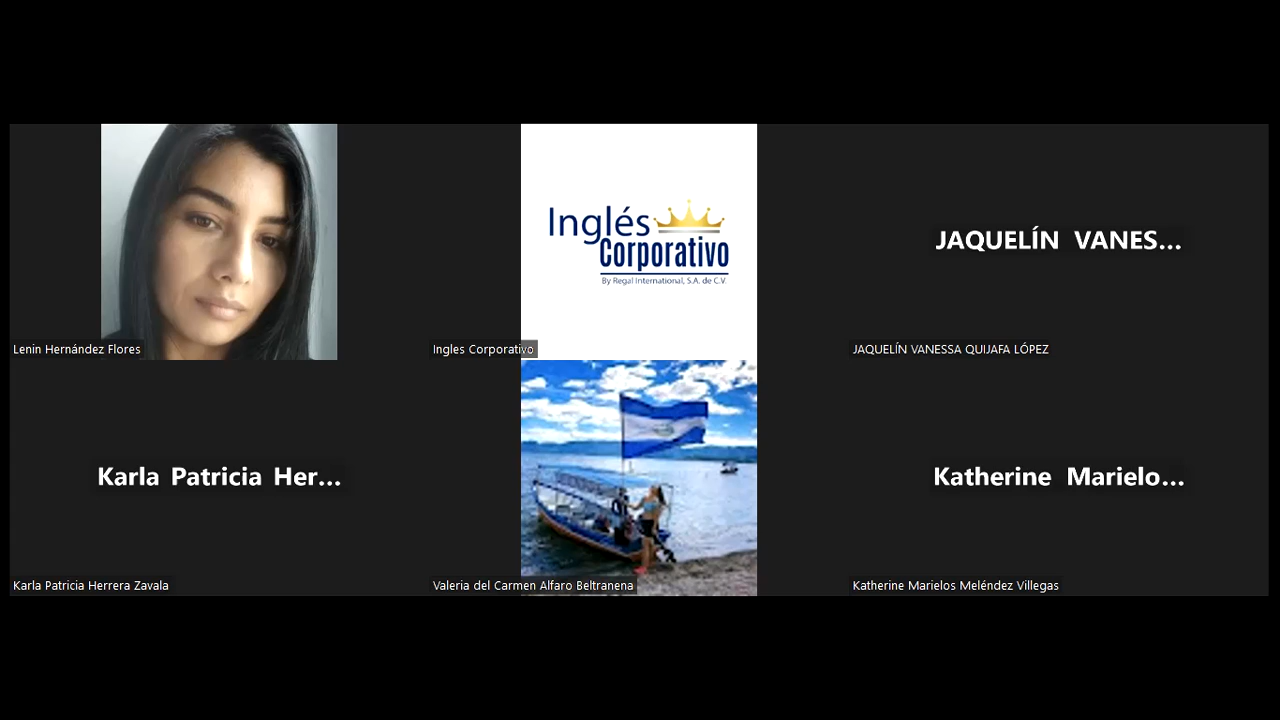 Inglés
Corporativo
By Regal International, S.A. de C.V.
JAQUELÍN VANES...
Lenin Hernández Flores
Ingles Corporativo
JAQUELÍN VANESSA QUIJAFA LÓPEZ
Karla Patricia Her...
Katherine Marielo...
Karla Patricia Herrera Zavala
Valeria del Carmen Alfaro Beltranena
Katherine Marielos Meléndez Villegas